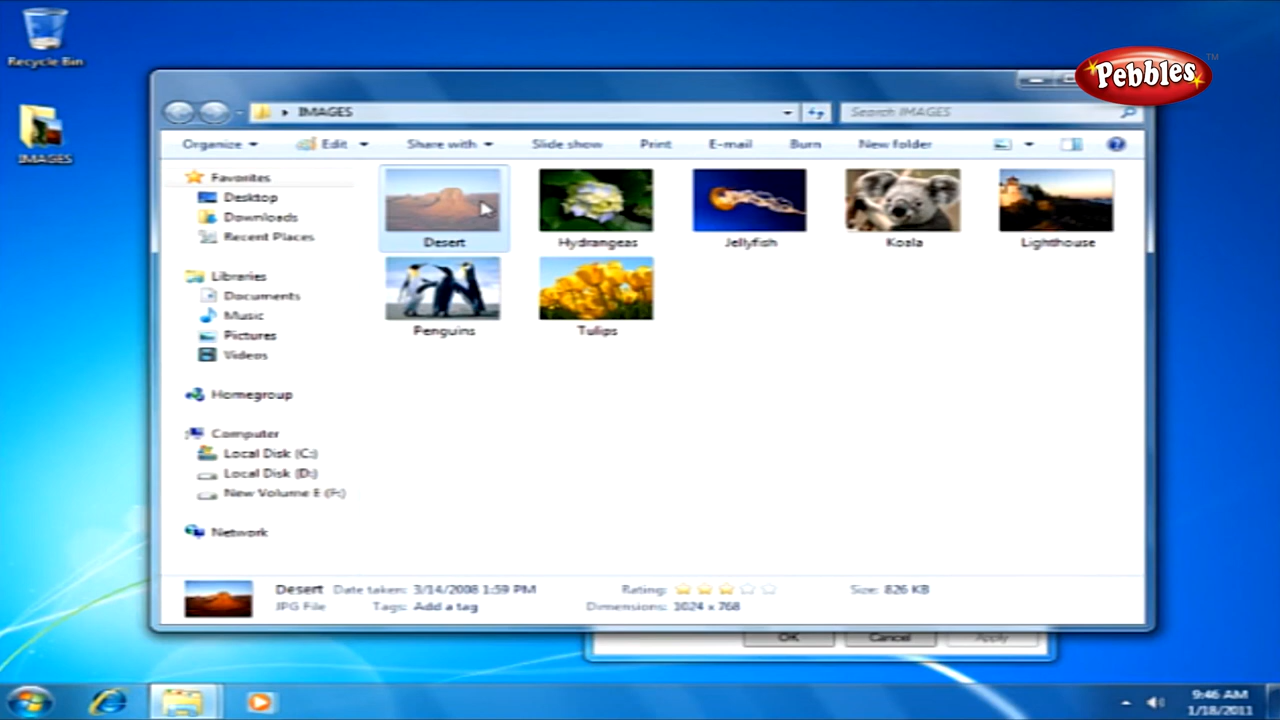 Recycle Bin
IMAGES
Pebbles™
IMAGES
Search IMAGES
Organize
Edit
Share with
Slide show
Print
E-mail
Burn
New folder
Favorites
Desktop
Downloads
Recent Places
Libraries
Documents
Music
Pictures
Videos
Homegroup
Computer
Local Disk (C:)
Local Disk (D:)
New Volume E (F:)
Network
Desert
Hydrangeas
Jellyfish
Koala
Lighthouse
Penguins
Tulips
Desert Date taken: 3/14/2008 1:59 PM Rating: Size: 826 KB
JPG File Tags: Add a tag Dimensions: 1024 x 768
OK
Cancel
Apply
9:46 AM
1/18/2011